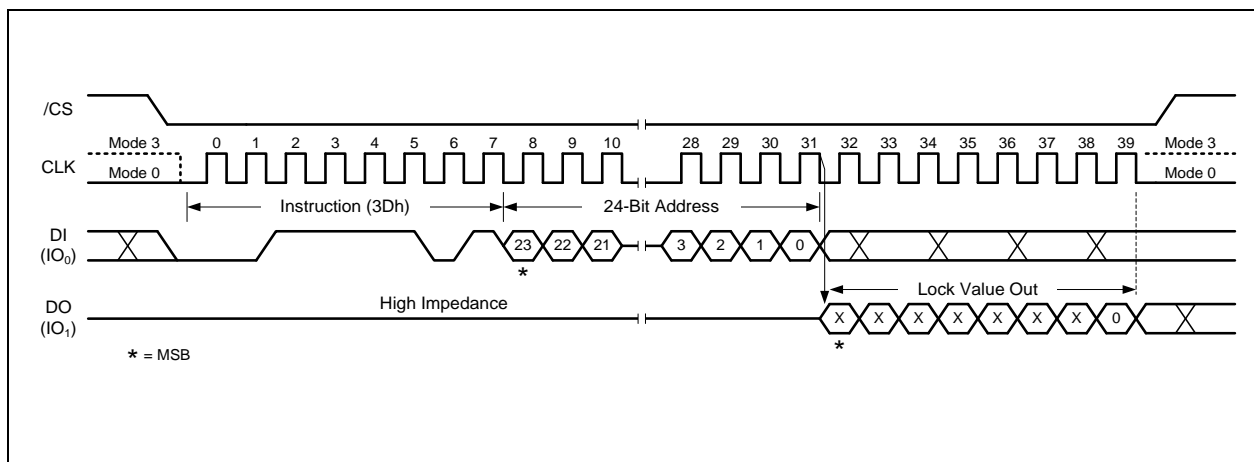 /CS
Mode 3 0 1 2 3 4 5 6 7 8 9 10 28 29 30 31 32 33 34 35 36 37 38 39 Mode 3
CLK
Mode 0 Mode 0
Instruction (3Dh) 24-Bit Address
DI
(IO0)
23 22 21 3 2 1 0
*
Lock Value Out
High Impedance
DO
(IO1)
X X X X X X X 0
*
* = MSB